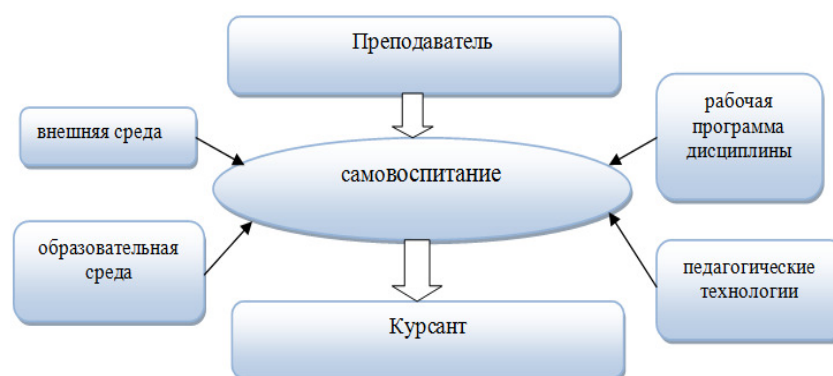 Преподаватель
внешняя среда
рабочая
программа
дисциплины
самовоспитание
образовательная
среда
педагогические
технологии
Курсант